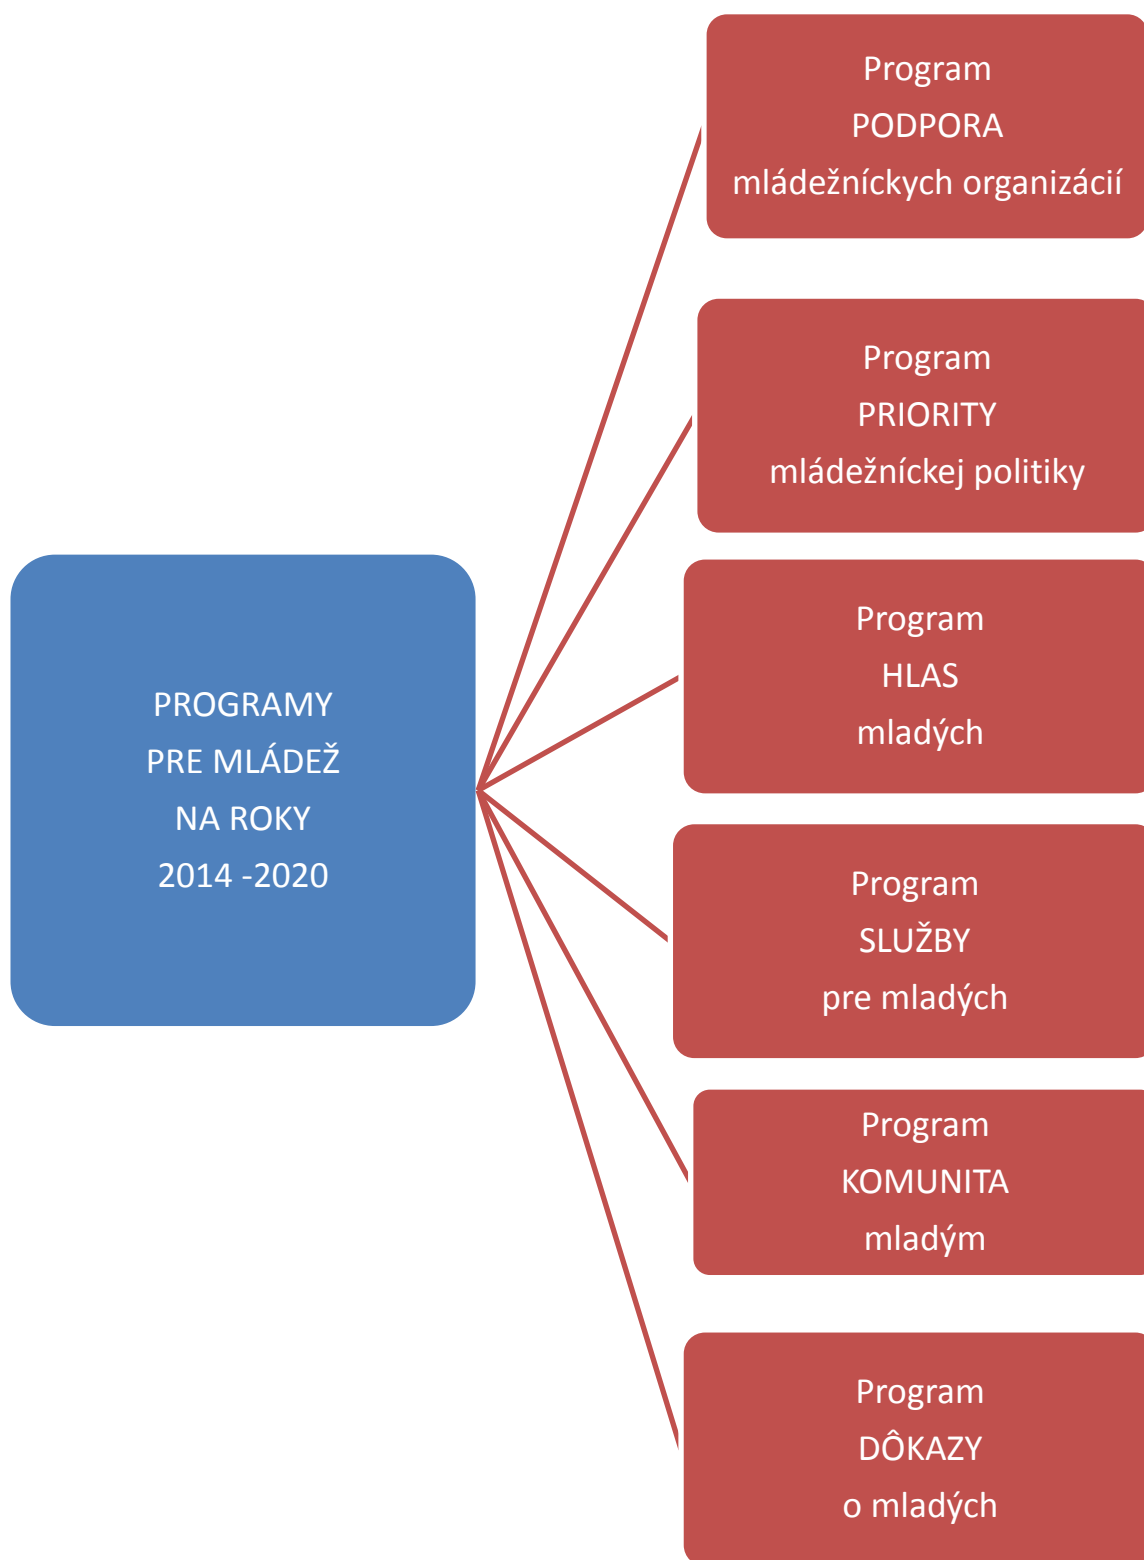 Program
PODPORA
mládežníckych organizácií
Program
PRIORITY
mládežníckej politiky
Program
HLAS
mladých
PROGRAMY
PRE MLÁDEŽ
NA ROKY
2014 -2020
Program
SLUŽBY
pre mladých
Program
KOMUNITA
mladým
Program
DÔKAZY
o mladých